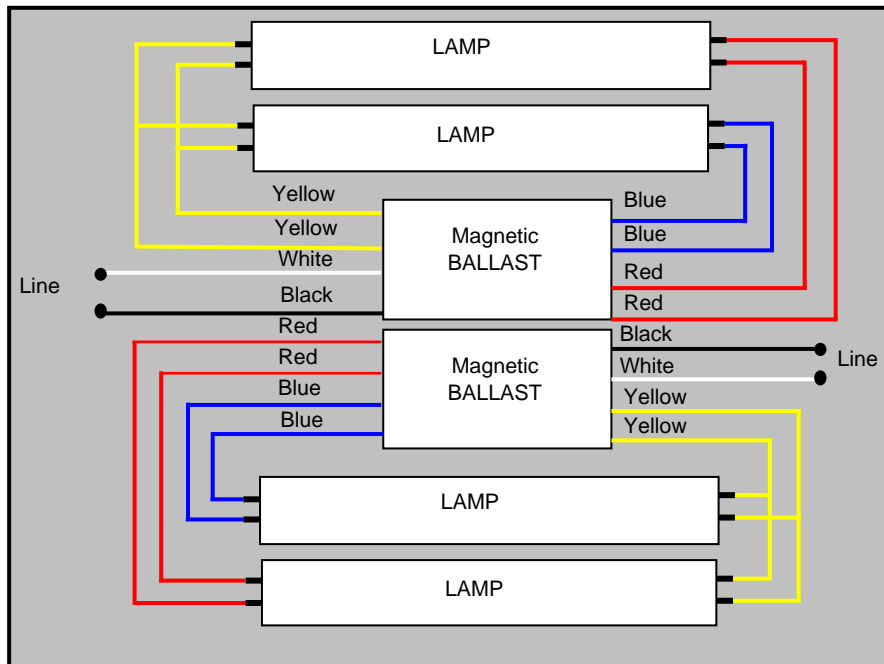 LAMP
LAMP
Yellow
Blue
Yellow
Magnetic
BALLAST
Blue
White
Red
Line
Black
Red
Red
Black
Red
Magnetic
BALLAST
White
Line
Blue
Yellow
Blue
Yellow
LAMP
LAMP